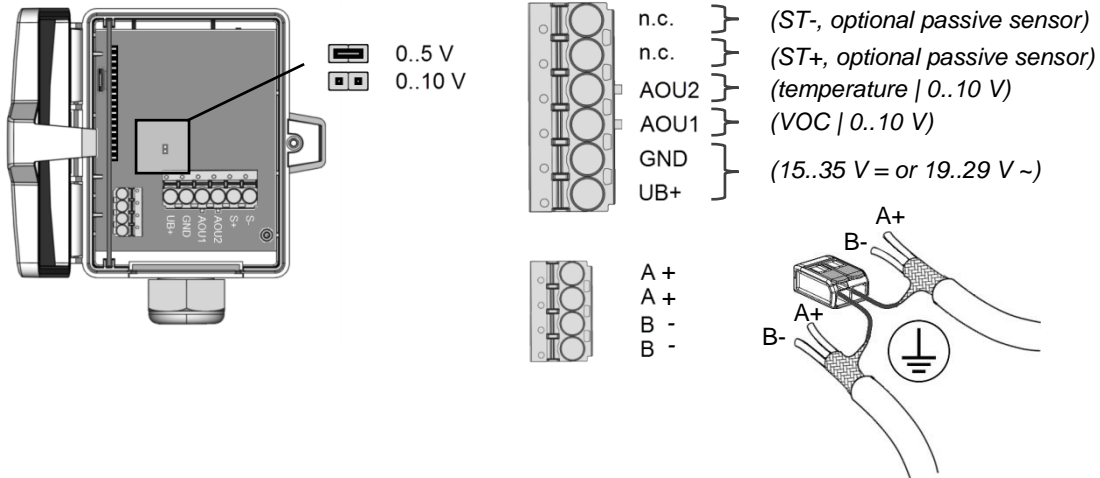 0..5 V
0..10 V
UB+
GND
AOU1
AOU2
S+
S-
n.c. (ST-, optional passive sensor)
n.c. (ST+, optional passive sensor)
AOU2 (temperature | 0..10 V)
AOU1 (VOC | 0..10 V)
GND
UB+
(15..35 V = or 19..29 V ~)
A +
A +
B -
B -
A+
B-
A+
B-